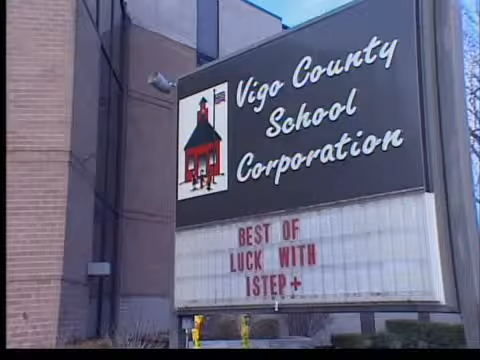 Vigo County
School
Corporation
BEST OF
LUCK WITH
ISTEP+